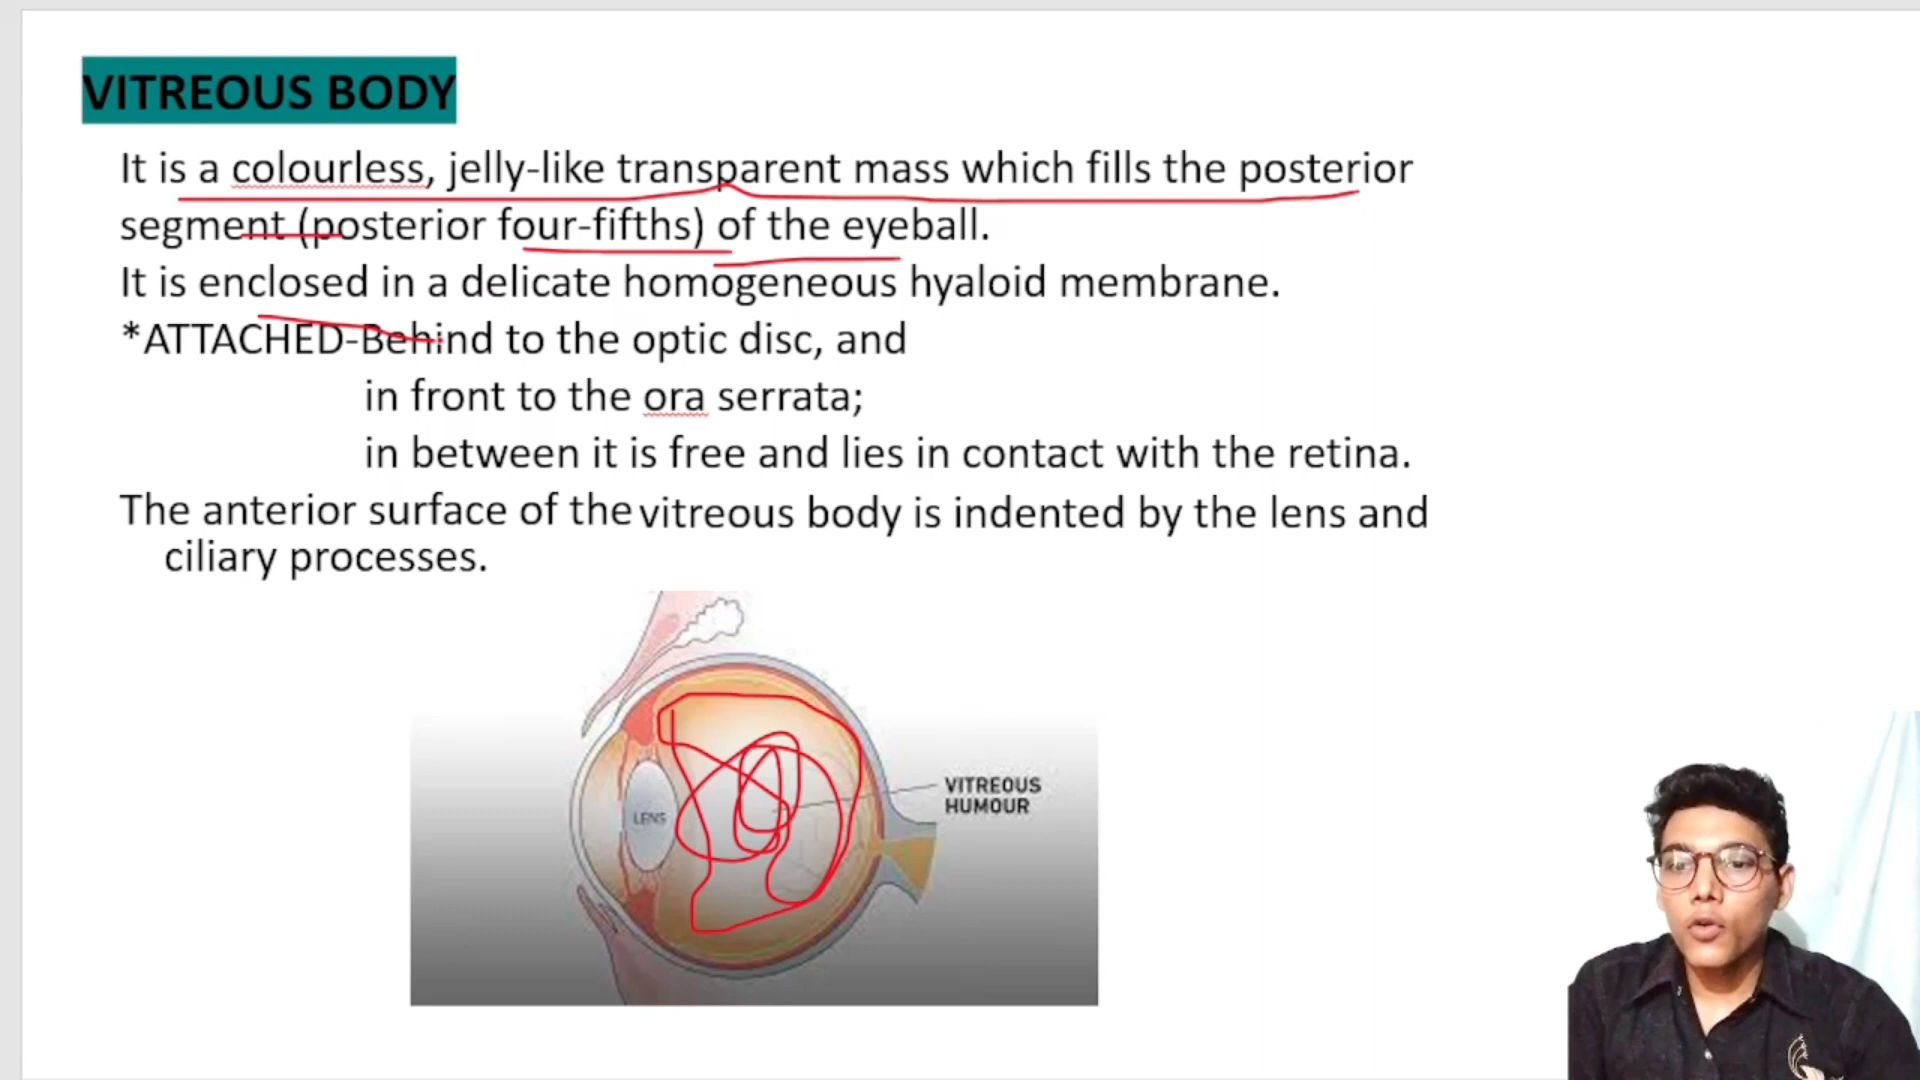 VITREOUS BODY
It is a colourless, jelly-like transparent mass which fills the posterior
segment (posterior four-fifths) of the eyeball.
It is enclosed in a delicate homogeneous hyaloid membrane.
*ATTACHED-Behind to the optic disc, and
in front to the ora serrata;
in between it is free and lies in contact with the retina.
The anterior surface of the vitreous body is indented by the lens and
ciliary processes.
VITREOUS
HUMOUR
LENS